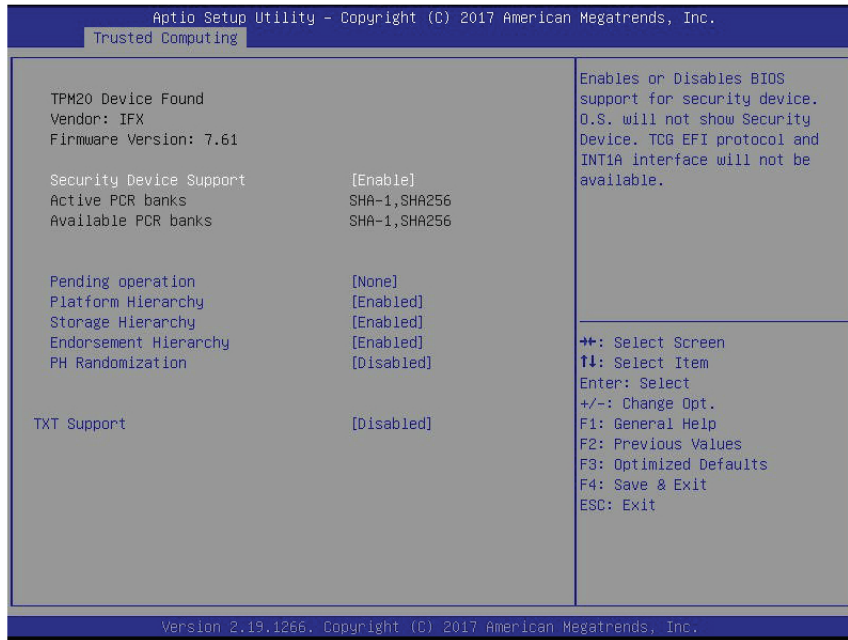 Aptio Setup Utility – Copyright (C) 2017 American Megatrends, Inc.
Trusted Computing
TPM20 Device Found
Vendor: IFX
Firmware Version: 7.61
Security Device Support [Enable]
Active PCR banks SHA-1,SHA256
Available PCR banks SHA-1,SHA256
Pending operation [None]
Platform Hierarchy [Enabled]
Storage Hierarchy [Enabled]
Endorsement Hierarchy [Enabled]
PH Randomization [Disabled]
TXT Support [Disabled]
Enables or Disables BIOS
support for security device.
O.S. will not show Security
Device. TCG EFI protocol and
INT1A interface will not be
available.
→←: Select Screen
↑↓: Select Item
Enter: Select
+/-: Change Opt.
F1: General Help
F2: Previous Values
F3: Optimized Defaults
F4: Save & Exit
ESC: Exit
Version 2.19.1266. Copyright (C) 2017 American Megatrends, Inc.